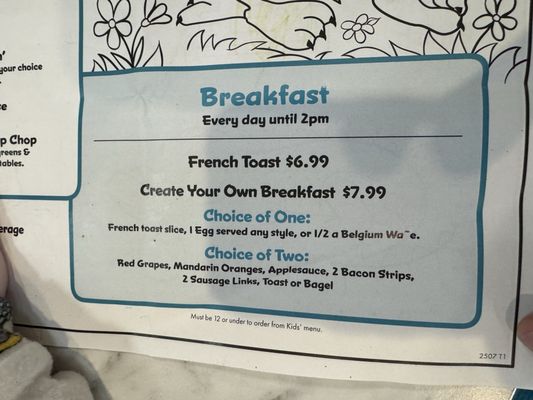 your choice
p Chop
greens &
tables.
erage
Breakfast
Every day until 2pm
French Toast $6.99
Create Your Own Breakfast $7.99
Choice of One:
French toast slice, 1 Egg served any style, or 1/2 a Belgium Wa~e.
Choice of Two:
Red Grapes, Mandarin Oranges, Applesauce, 2 Bacon Strips,
2 Sausage Links, Toast or Bagel
Must be 12 or under to order from Kids' menu.
2507 T1